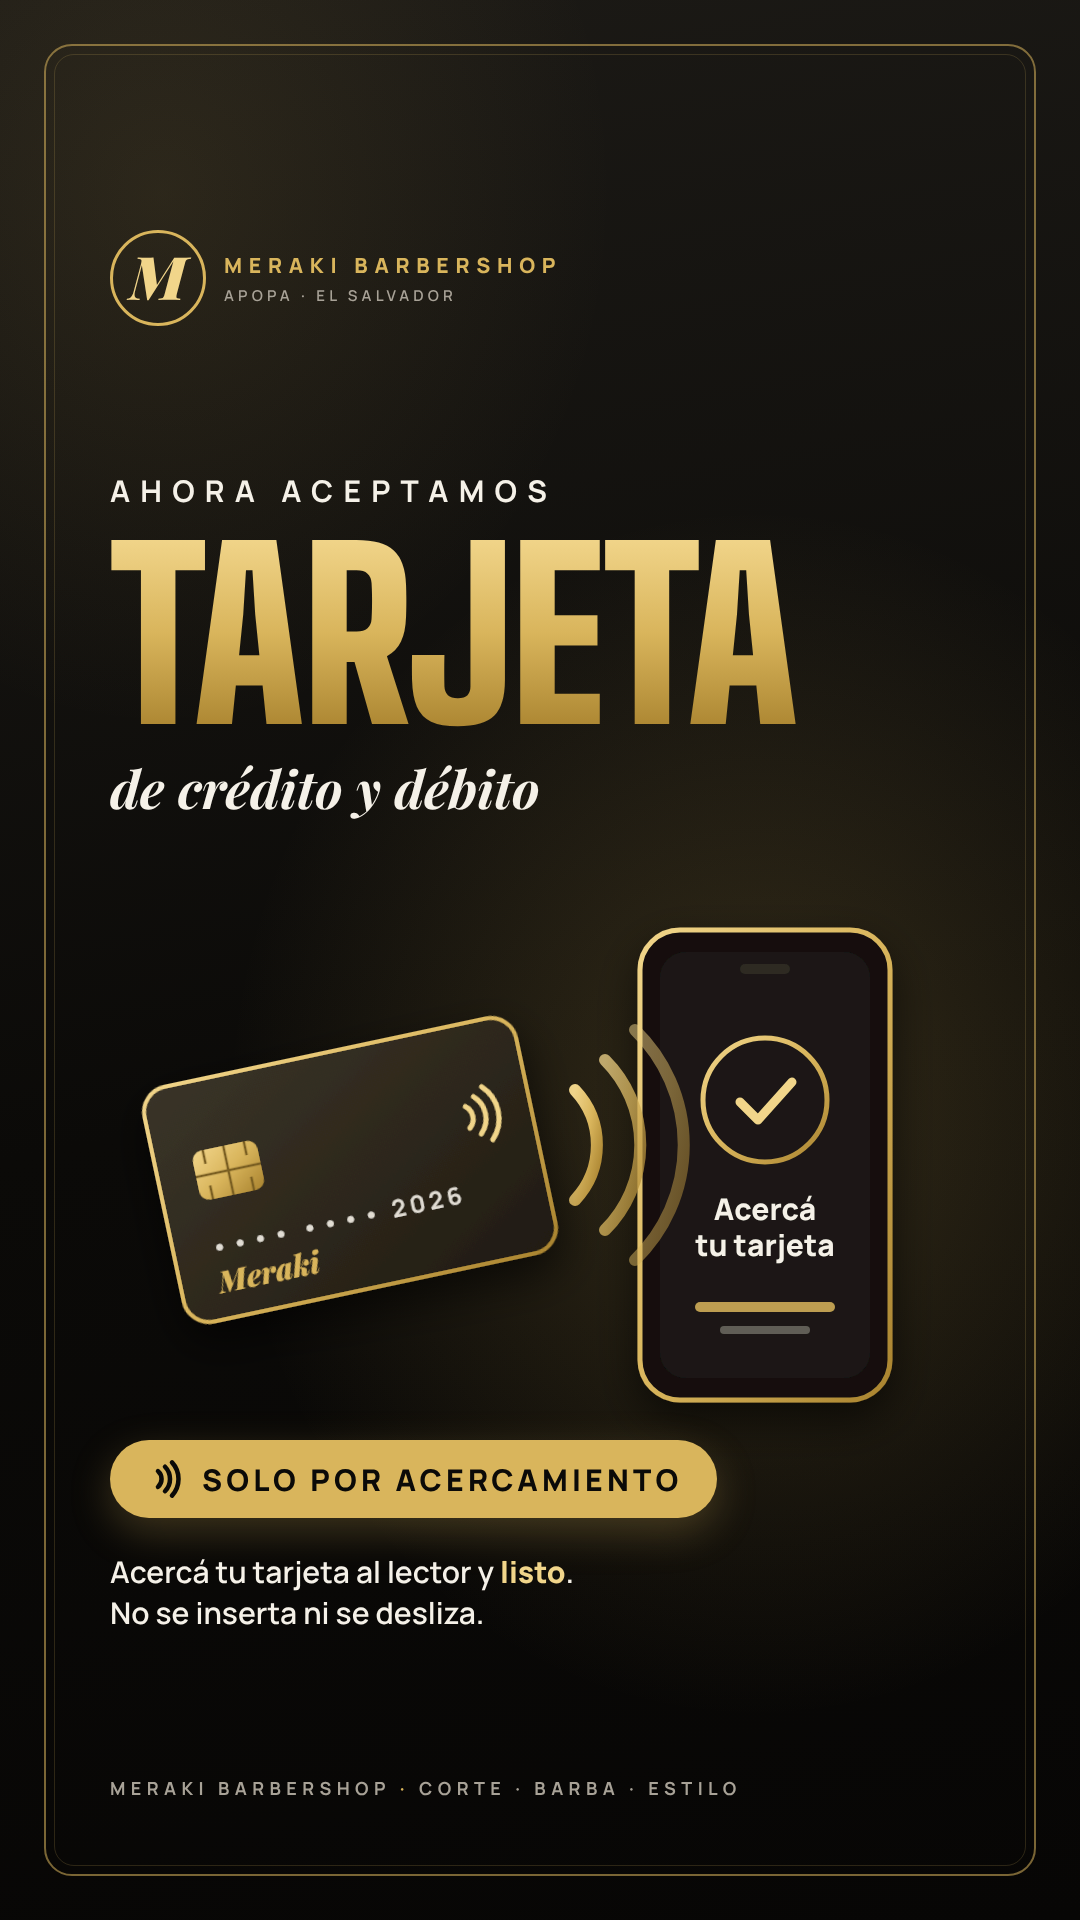 M
MERAKI BARBERSHOP
APOPA · EL SALVADOR
AHORA ACEPTAMOS
TARJETA
de crédito y débito
•••• •••• 2026
Meraki
Acercá
tu tarjeta
SOLO POR ACERCAMIENTO
Acercá tu tarjeta al lector y listo.
No se inserta ni se desliza.
MERAKI BARBERSHOP · CORTE · BARBA · ESTILO